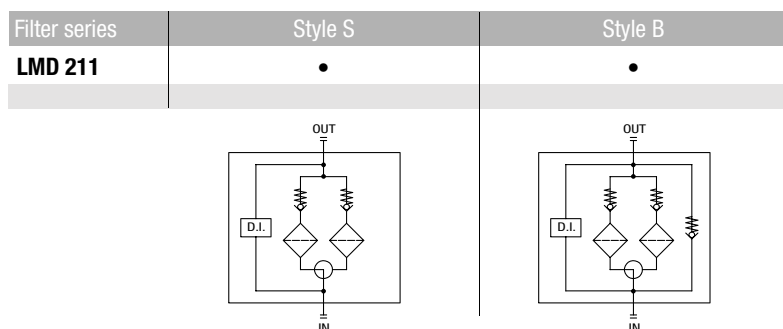 Filter series Style S Style B
LMD 211 • •
OUT OUT
D.I. D.I.
IN IN